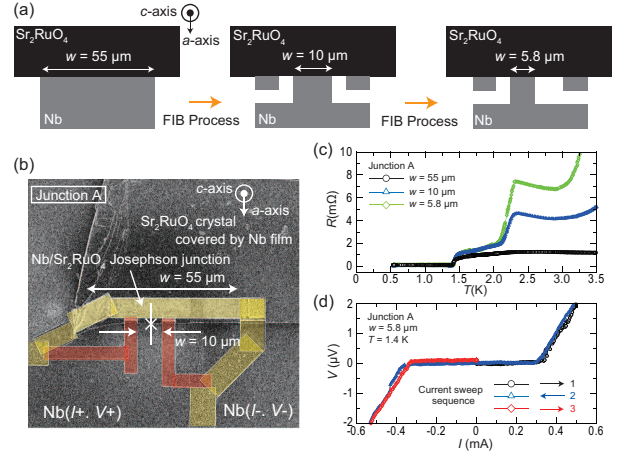 (a)
c-axis
a-axis
Sr₂RuO₄
w = 55 µm
Nb
FIB Process
Sr₂RuO₄
w = 10 µm
Nb
FIB Process
Sr₂RuO₄
w = 5.8 µm
Nb
(b)
Junction A
c-axis
a-axis
Sr₂RuO₄ crystal
covered by Nb film
Nb/Sr₂RuO₄ Josephson junction
w = 55 µm
w = 10 µm
Nb(I+. V+)
Nb(I-. V-)
(c)
Junction A
w = 55 µm
w = 10 µm
w = 5.8 µm
R(mΩ)
10
8
6
4
2
0
0.0 0.5 1.0 1.5 2.0 2.5 3.0 3.5
T(K)
(d)
Junction A
w = 5.8 µm
T = 1.4 K
V (µV)
2
1
0
-1
-2
Current sweep
sequence
1
2
3
-0.6 -0.4 -0.2 0.0 0.2 0.4 0.6
I (mA)